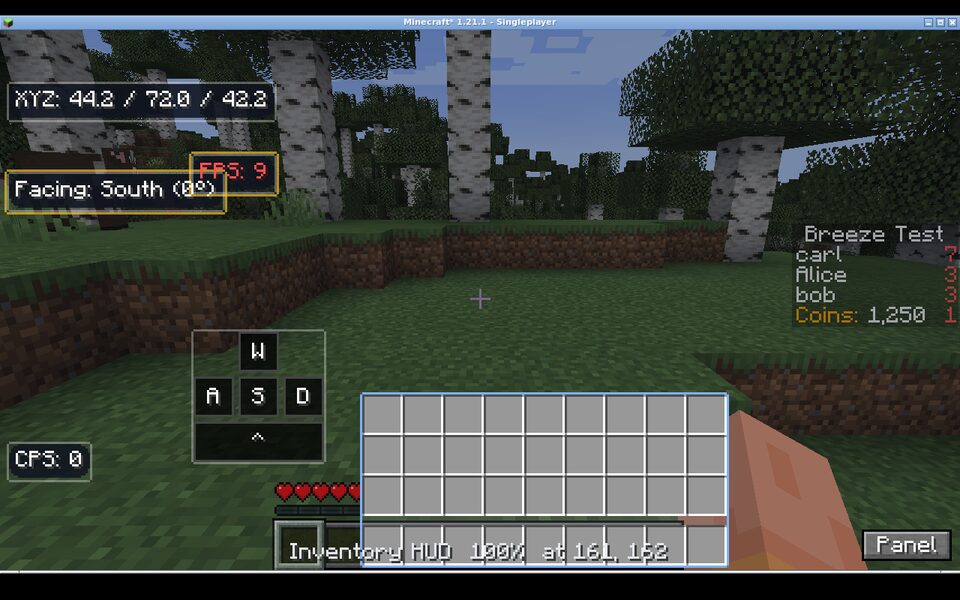 Minecraft* 1.21.1 - Singleplayer
XYZ: 44.2 / 72.0 / 42.2
FPS: 9
Facing: South (0°)
Breeze Test
carl 7
Alice 3
bob 3
Coins: 1,250 1
W
A S D
^
CPS: 0
Inventory HUD 100% at 161, 162
Panel